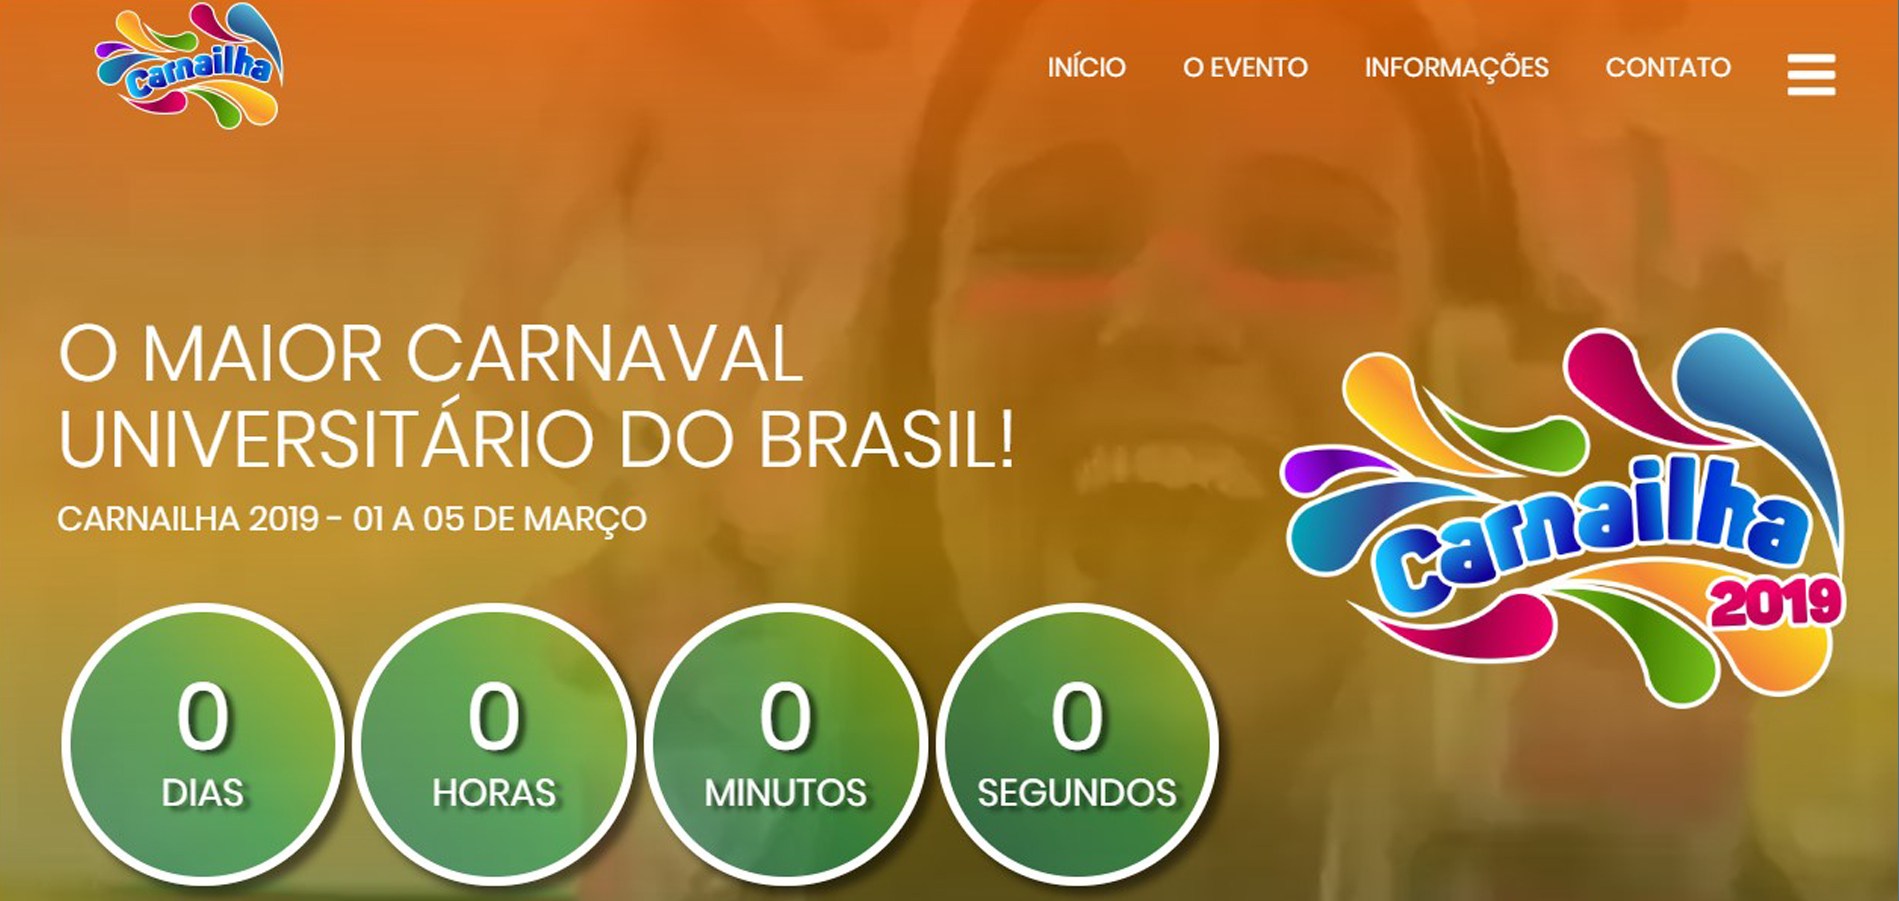 Carnailha
INÍCIO O EVENTO INFORMAÇÕES CONTATO
O MAIOR CARNAVAL
UNIVERSITÁRIO DO BRASIL!
CARNAILHA 2019 - 01 A 05 DE MARÇO
Carnailha
2019
0 0 0 0
DIAS HORAS MINUTOS SEGUNDOS